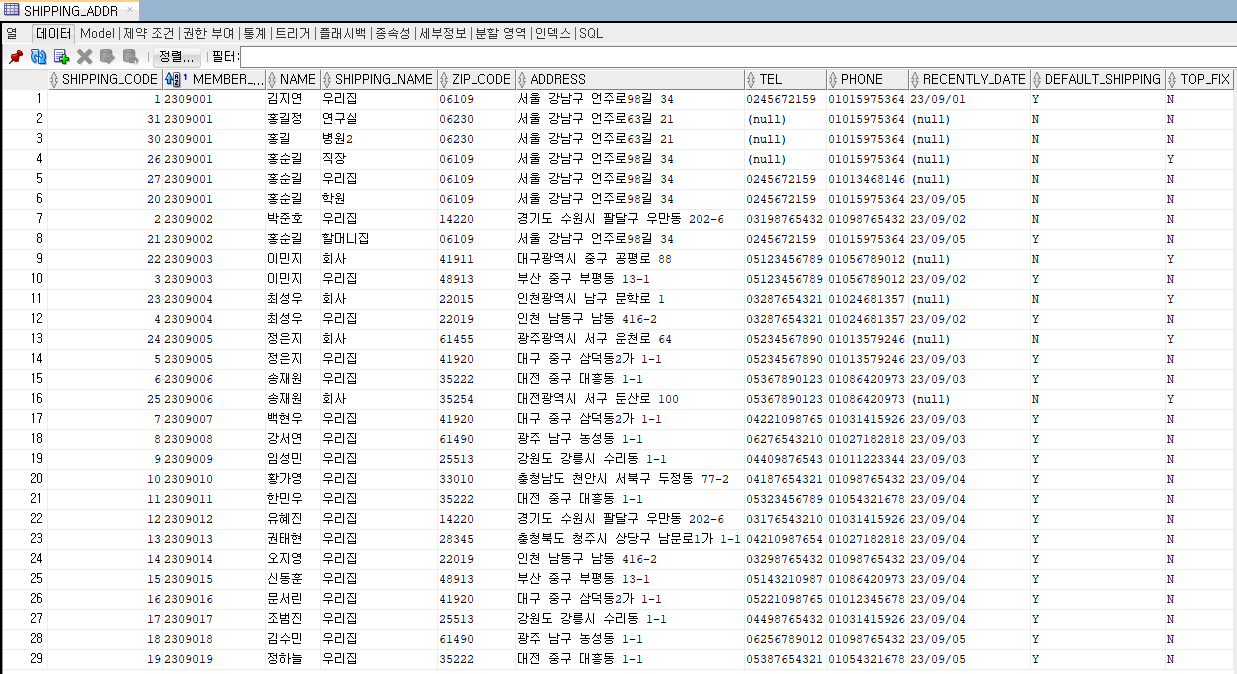 SHIPPING_ADDR
열 데이터 Model 제약 조건 권한 부여 통계 트리거 플래시백 종속성 세부정보 분할 영역 인덱스 SQL
정렬... 필터:
SHIPPING_CODE 1 MEMBER_... NAME SHIPPING_NAME ZIP_CODE ADDRESS TEL PHONE RECENTLY_DATE DEFAULT_SHIPPING TOP_FIX
1 1 2309001 김지연 우리집 06109 서울 강남구 언주로98길 34 0245672159 01015975364 23/09/01 Y N
2 31 2309001 홍길정 연구실 06230 서울 강남구 언주로63길 21 (null) 01015975364 (null) N N
3 30 2309001 홍길 병원2 06230 서울 강남구 언주로63길 21 (null) 01015975364 (null) N N
4 26 2309001 홍순길 직장 06109 서울 강남구 언주로98길 34 (null) 01015975364 (null) N Y
5 27 2309001 홍순길 우리집 06109 서울 강남구 언주로98길 34 0245672159 01013468146 (null) N N
6 20 2309001 홍순길 학원 06109 서울 강남구 언주로98길 34 0245672159 01015975364 23/09/05 N N
7 2 2309002 박준호 우리집 14220 경기도 수원시 팔달구 우만동 202-6 03198765432 01098765432 23/09/02 N N
8 21 2309002 홍순길 할머니집 06109 서울 강남구 언주로98길 34 0245672159 01015975364 23/09/05 Y N
9 22 2309003 이민지 회사 41911 대구광역시 중구 공평로 88 05123456789 01056789012 (null) N Y
10 3 2309003 이민지 우리집 48913 부산 중구 부평동 13-1 05123456789 01056789012 23/09/02 Y N
11 23 2309004 최성우 회사 22015 인천광역시 남구 문학로 1 03287654321 01024681357 (null) N Y
12 4 2309004 최성우 우리집 22019 인천 남동구 남동 416-2 03287654321 01024681357 23/09/02 Y N
13 24 2309005 정은지 회사 61455 광주광역시 서구 운천로 64 05234567890 01013579246 (null) N Y
14 5 2309005 정은지 우리집 41920 대구 중구 삼덕동2가 1-1 05234567890 01013579246 23/09/03 Y N
15 6 2309006 송재원 우리집 35222 대전 중구 대흥동 1-1 05367890123 01086420973 23/09/03 Y N
16 25 2309006 송재원 회사 35254 대전광역시 서구 둔산로 100 05367890123 01086420973 (null) N Y
17 7 2309007 백현우 우리집 41920 대구 중구 삼덕동2가 1-1 04221098765 01031415926 23/09/03 Y N
18 8 2309008 강서연 우리집 61490 광주 남구 농성동 1-1 06276543210 01027182818 23/09/03 Y N
19 9 2309009 임성민 우리집 25513 강원도 강릉시 수리동 1-1 04409876543 01011223344 23/09/03 Y N
20 10 2309010 황가영 우리집 33010 충청남도 천안시 서북구 두정동 77-2 04187654321 01098765432 23/09/04 Y N
21 11 2309011 한민우 우리집 35222 대전 중구 대흥동 1-1 05323456789 01054321678 23/09/04 Y N
22 12 2309012 유혜진 우리집 14220 경기도 수원시 팔달구 우만동 202-6 03176543210 01031415926 23/09/04 Y N
23 13 2309013 권태현 우리집 28345 충청북도 청주시 상당구 남문로1가 1-1 04210987654 01027182818 23/09/04 Y N
24 14 2309014 오지영 우리집 22019 인천 남동구 남동 416-2 03298765432 01098765432 23/09/04 Y N
25 15 2309015 신동훈 우리집 48913 부산 중구 부평동 13-1 05143210987 01086420973 23/09/04 Y N
26 16 2309016 문서린 우리집 41920 대구 중구 삼덕동2가 1-1 05221098765 01012345678 23/09/04 Y N
27 17 2309017 조범진 우리집 25513 강원도 강릉시 수리동 1-1 04498765432 01031415926 23/09/04 Y N
28 18 2309018 김수민 우리집 61490 광주 남구 농성동 1-1 06256789012 01098765432 23/09/05 Y N
29 19 2309019 정하늘 우리집 35222 대전 중구 대흥동 1-1 05387654321 01054321678 23/09/05 Y N